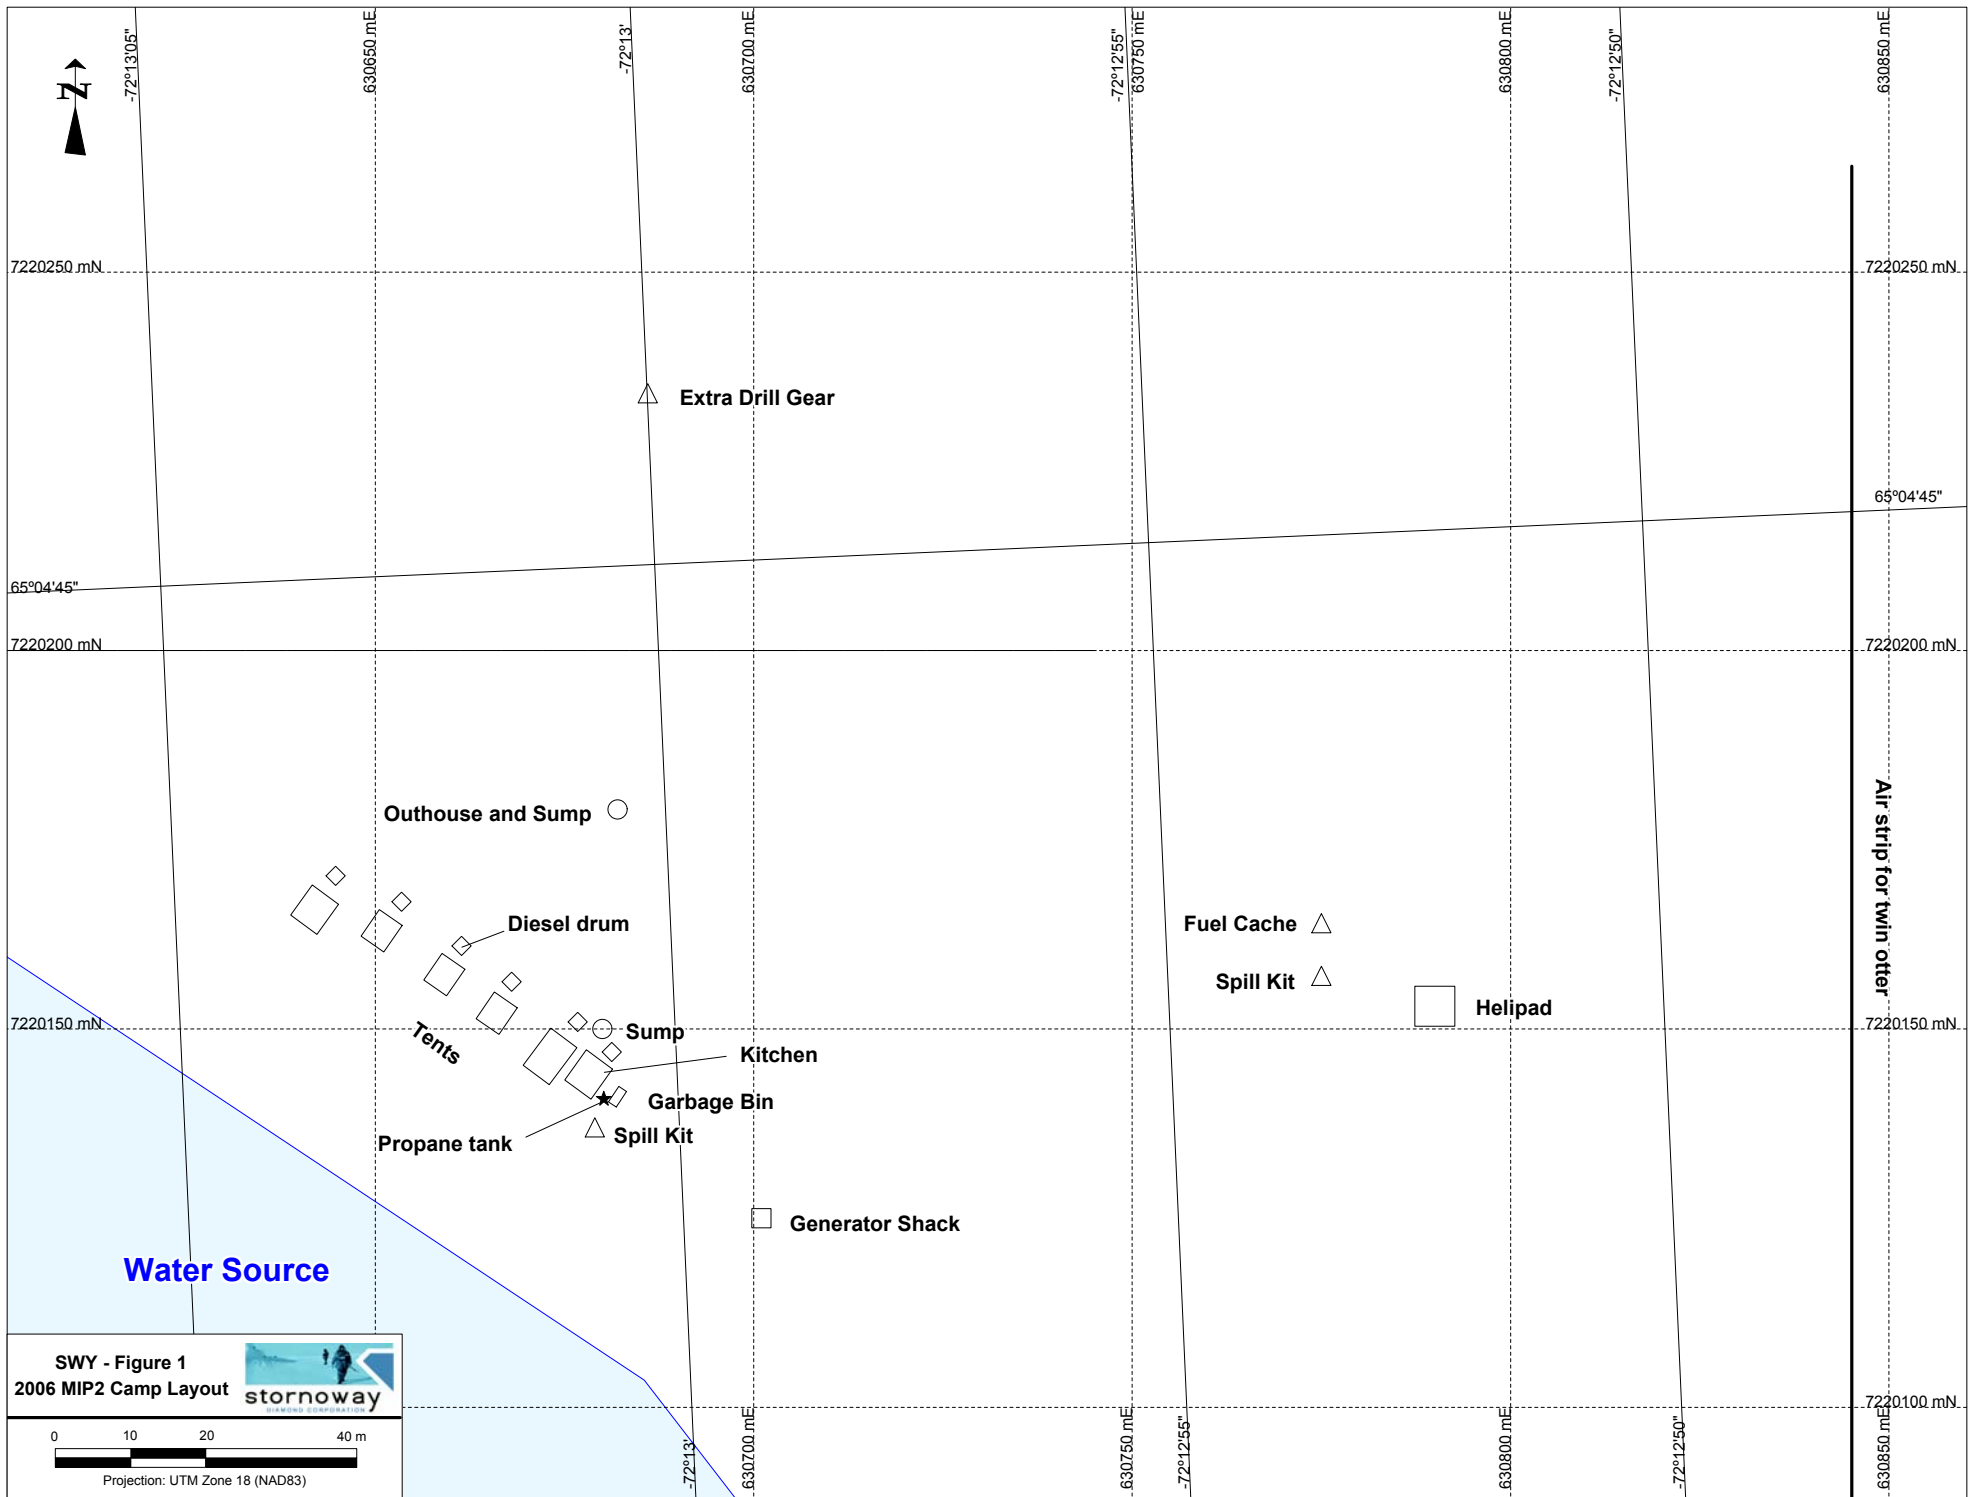 -72°13'05"
630650 mE
-72°13'
630700 mE
-72°12'55"
630750 mE
630800 mE
-72°12'50"
630850 mE
N
7220250 mN
7220250 mN
Extra Drill Gear
65°04'45"
65°04'45"
7220200 mN
7220200 mN
Outhouse and Sump
Air strip for twin otter
Diesel drum
Fuel Cache
Spill Kit
Helipad
7220150 mN
7220150 mN
Tents
Sump
Kitchen
Garbage Bin
Propane tank
Spill Kit
Generator Shack
Water Source
SWY - Figure 1
2006 MIP2 Camp Layout
stornoway
DIAMOND CORPORATION
7220100 mN
0 10 20 40 m
Projection: UTM Zone 18 (NAD83)
-72°13'
630700 mE
630750 mE
-72°12'55"
630800 mE
-72°12'50"
630850 mE